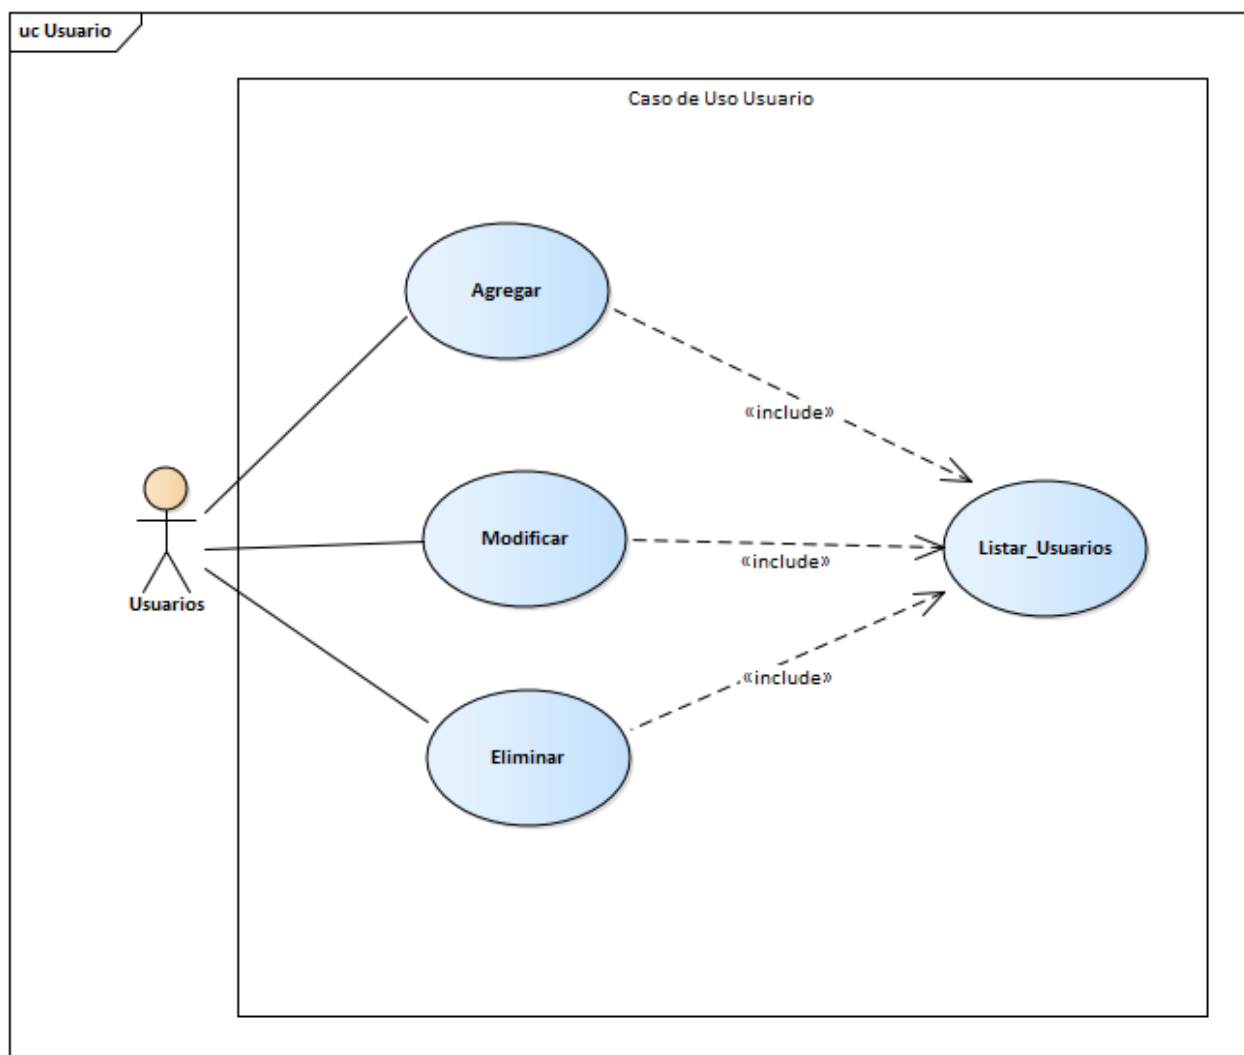 uc Usuario
Caso de Uso Usuario
Agregar
«include»
Modificar
«include»
Listar_Usuarios
Usuarios
«include»
Eliminar